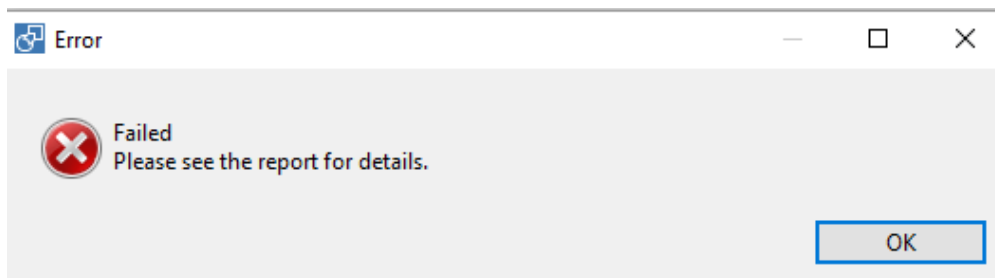 Error
Failed
Please see the report for details.
OK